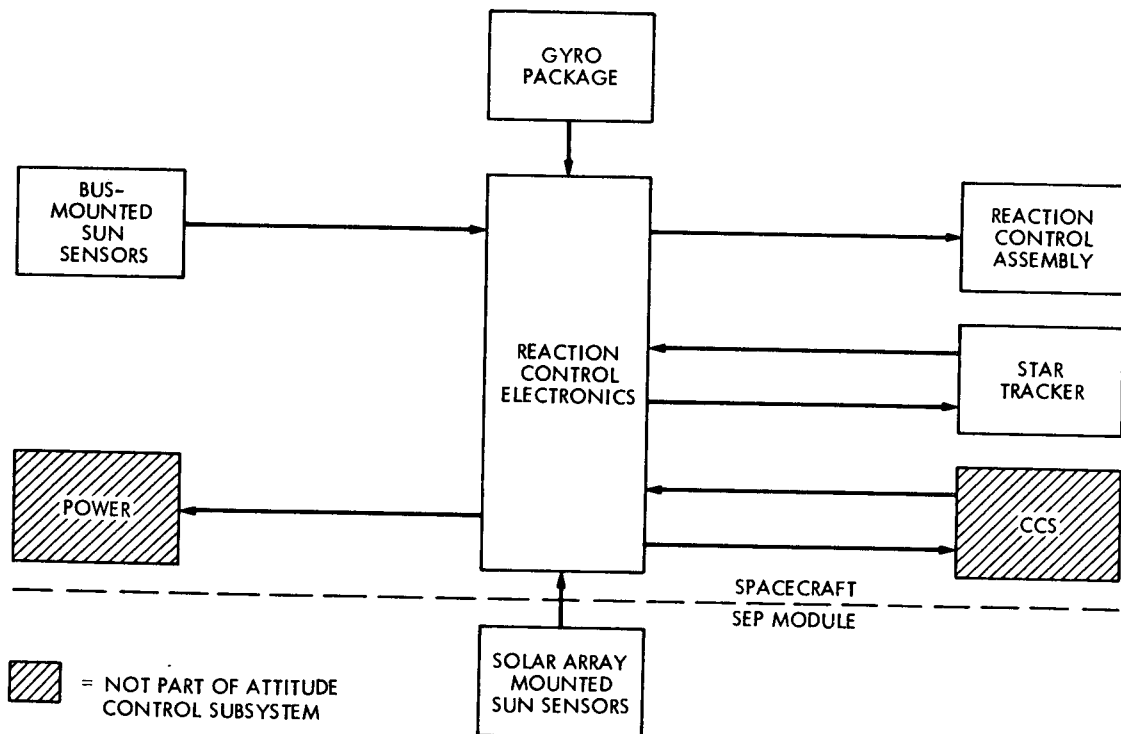 GYRO
PACKAGE
BUS-
MOUNTED
SUN
SENSORS
REACTION
CONTROL
ASSEMBLY
REACTION
CONTROL
ELECTRONICS
STAR
TRACKER
POWER
CCS
SPACECRAFT
SEP MODULE
SOLAR ARRAY
MOUNTED
SUN SENSORS
= NOT PART OF ATTITUDE
CONTROL SUBSYSTEM